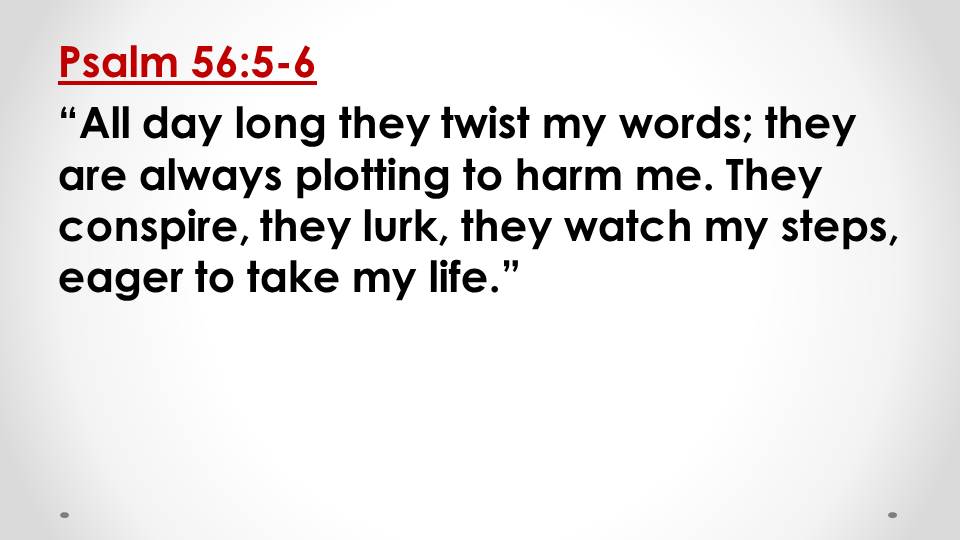 Psalm 56:5-6
“All day long they twist my words; they
are always plotting to harm me. They
conspire, they lurk, they watch my steps,
eager to take my life.”